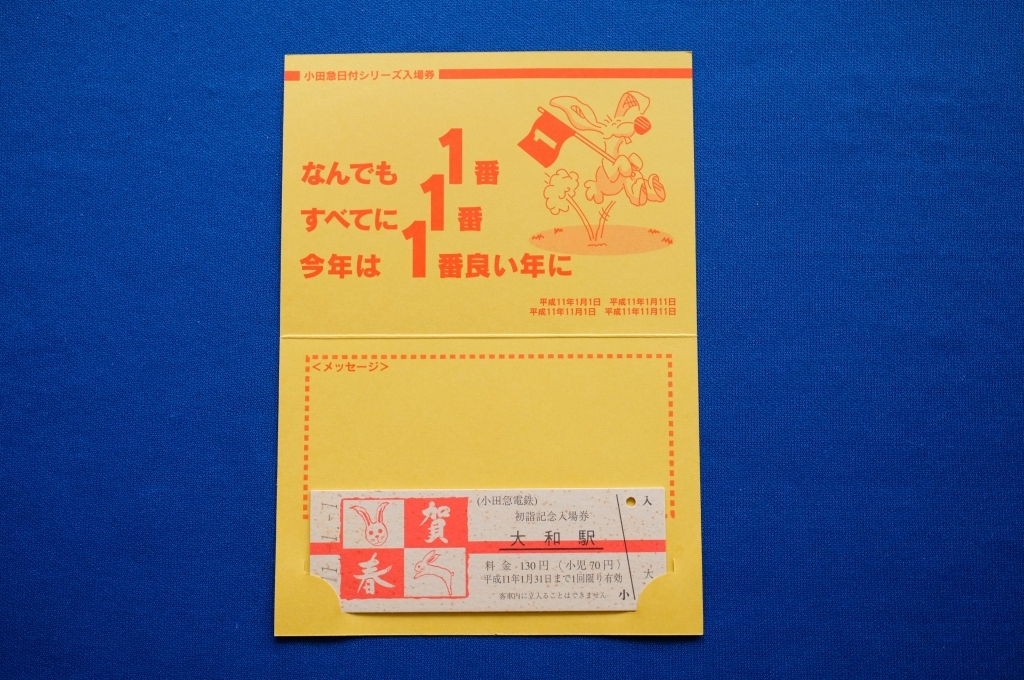 小田急日付シリーズ入場券
1
なんでも1番
すべてに1番
今年は1番良い年に
平成11年1月1日 平成11年1月11日
平成11年11月1日 平成11年11月11日
<メッセージ>
賀
春
(小田急電鉄)
初詣記念入場券
大和駅
料金 130円 (小児70円)
平成11年1月31日まで1回限り有効
客車内に立入ることはできません
小
入
大
11.-1.-1